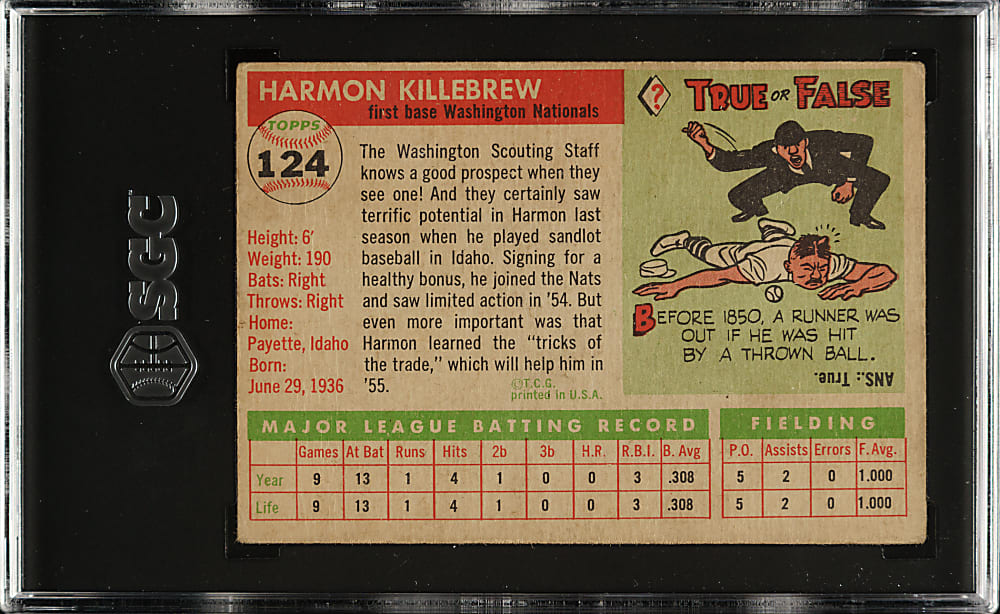 SGC
HARMON KILLEBREW
first base Washington Nationals
TOPPS
124
Height: 6'
Weight: 190
Bats: Right
Throws: Right
Home:
Payette, Idaho
Born:
June 29, 1936
The Washington Scouting Staff
knows a good prospect when they
see one! And they certainly saw
terrific potential in Harmon last
season when he played sandlot
baseball in Idaho. Signing for a
healthy bonus, he joined the Nats
and saw limited action in '54. But
even more important was that
Harmon learned the "tricks of
the trade," which will help him in
'55.
©T.C.G.
printed in U.S.A.
? TRUE OR FALSE
BEFORE 1850, A RUNNER WAS
OUT IF HE WAS HIT
BY A THROWN BALL.
ANS.: True.
MAJOR LEAGUE BATTING RECORD
Games At Bat Runs Hits 2b 3b H.R. R.B.I. B. Avg
Year 9 13 1 4 1 0 0 3 .308
Life 9 13 1 4 1 0 0 3 .308
FIELDING
P.O. Assists Errors F. Avg.
5 2 0 1.000
5 2 0 1.000